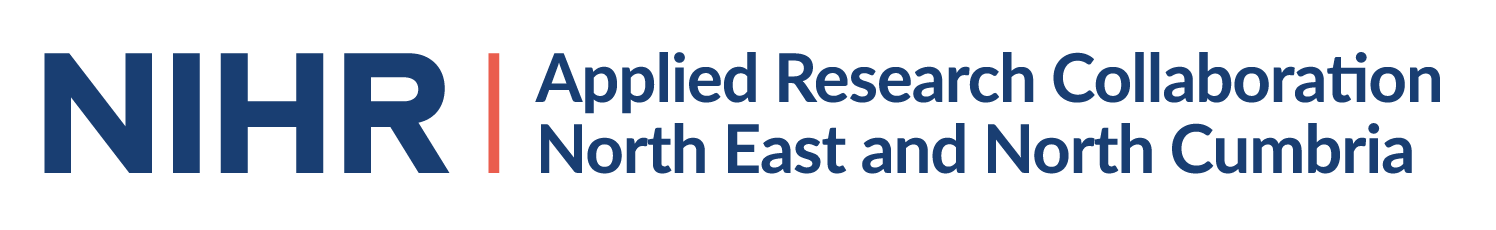 NIHR
Applied Research Collaboration
North East and North Cumbria